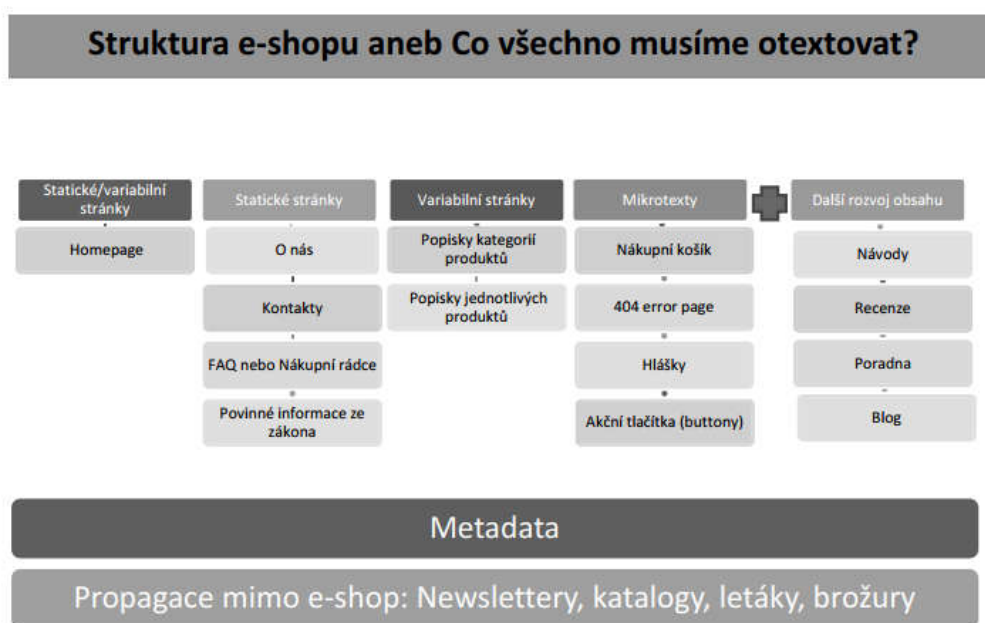 Struktura e-shopu aneb Co všechno musíme otextovat?
Statické/variabilní
stránky
Homepage
Statické stránky
O nás
Kontakty
FAQ nebo Nákupní rádce
Povinné informace ze
zákona
Variabilní stránky
Popisky kategorií
produktů
Popisky jednotlivých
produktů
Mikrotexty
Nákupní košík
404 error page
Hlášky
Akční tlačítka (buttony)
Další rozvoj obsahu
Návody
Recenze
Poradna
Blog
Metadata
Propagace mimo e-shop: Newslettery, katalogy, letáky, brožury